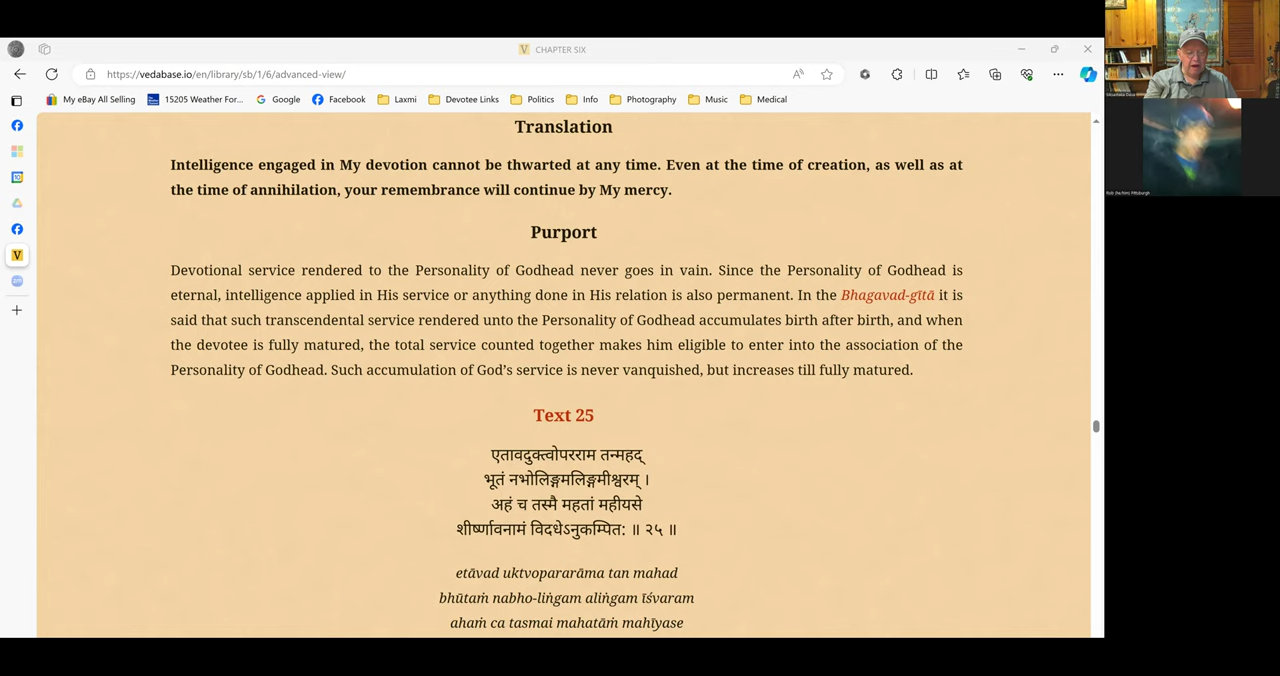 CHAPTER SIX
https://vedabase.io/en/library/sb/1/6/advanced-view/
My eBay All Selling
15205 Weather For...
Google
Facebook
Laxmi
Devotee Links
Politics
Info
Photography
Music
Medical
Translation
Intelligence engaged in My devotion cannot be thwarted at any time. Even at the time of creation, as well as at
the time of annihilation, your remembrance will continue by My mercy.
Purport
Devotional service rendered to the Personality of Godhead never goes in vain. Since the Personality of Godhead is
eternal, intelligence applied in His service or anything done in His relation is also permanent. In the Bhagavad-gītā it is
said that such transcendental service rendered unto the Personality of Godhead accumulates birth after birth, and when
the devotee is fully matured, the total service counted together makes him eligible to enter into the association of the
Personality of Godhead. Such accumulation of God's service is never vanquished, but increases till fully matured.
Text 25
एतावदुक्त्वोपरराम तन्महद्
भूतं नभोलिङ्गमलिङ्गमीश्वरम् ।
अहं च तस्मै महतां महीयसे
शीर्ष्णावनामं विदधेऽनुकम्पित: ॥ २५ ॥
etāvad uktvopararāma tan mahad
bhūtaṁ nabho-liṅgam aliṅgam īśvaram
ahaṁ ca tasmai mahatāṁ mahīyase